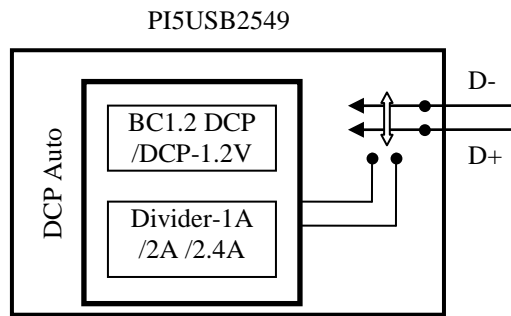 PI5USB2549
D-
BC1.2 DCP
/DCP-1.2V
D+
DCP Auto
Divider-1A
/2A /2.4A